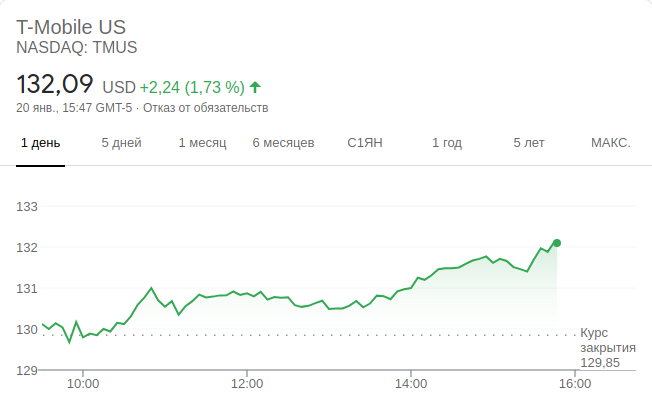 T-Mobile US
NASDAQ: TMUS
132,09 USD +2,24 (1,73 %)
20 янв., 15:47 GMT-5 · Отказ от обязательств
1 день 5 дней 1 месяц 6 месяцев С1ЯН 1 год 5 лет МАКС.
133
132
131
130
129
Курс
закрытия
129,85
10:00 12:00 14:00 16:00